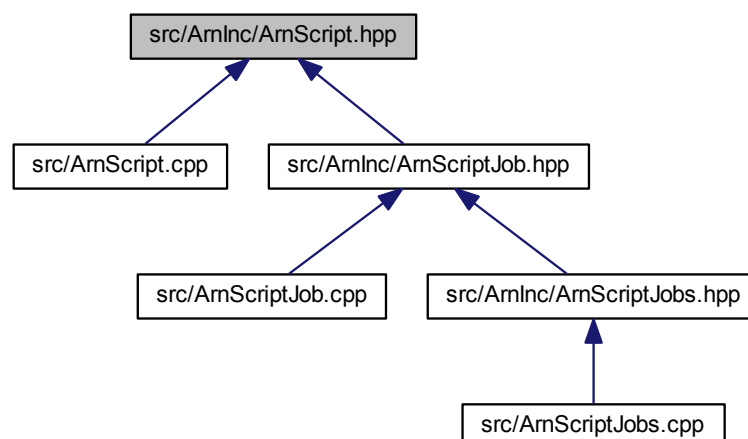 src/ArnInc/ArnScript.hpp
src/ArnScript.cpp
src/ArnInc/ArnScriptJob.hpp
src/ArnScriptJob.cpp
src/ArnInc/ArnScriptJobs.hpp
src/ArnScriptJobs.cpp